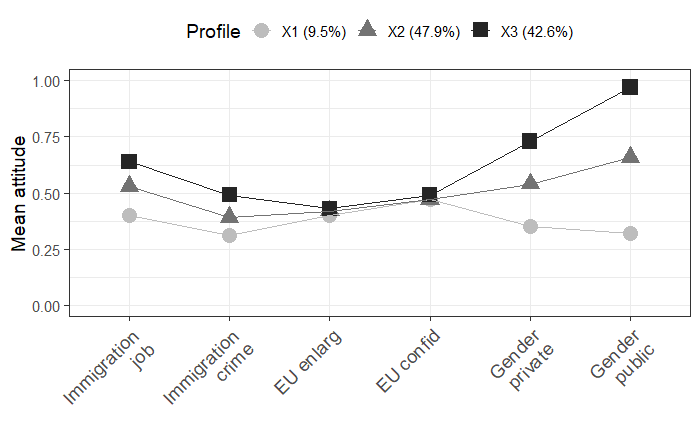 Profile X1 (9.5%) X2 (47.9%) X3 (42.6%)
Mean attitude
1.00
0.75
0.50
0.25
0.00
Immigration
job
Immigration
crime
EU enlarg
EU confid
Gender
private
Gender
public